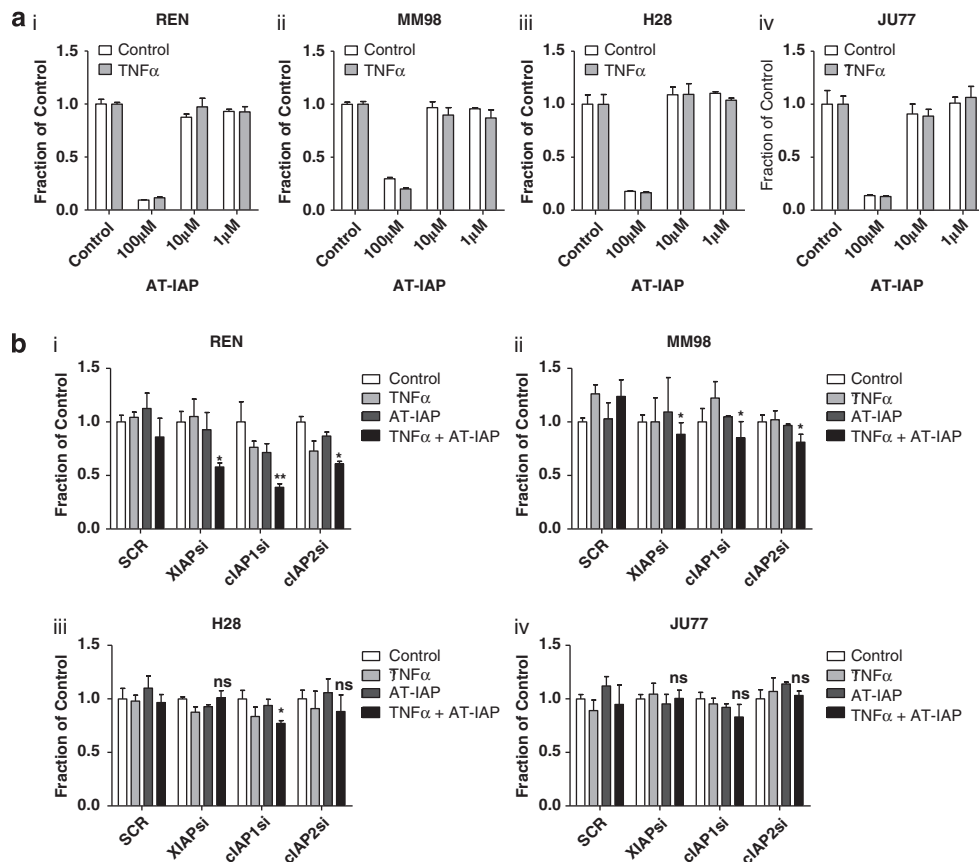 a
i
REN
Fraction of Control
1.5
1.0
0.5
0.0
Control
TNFα
Control
100μM
10μM
1μM
AT-IAP
ii
MM98
Fraction of Control
1.5
1.0
0.5
0.0
Control
TNFα
Control
100μM
10μM
1μM
AT-IAP
iii
H28
Fraction of Control
1.5
1.0
0.5
0.0
Control
TNFα
Control
100μM
10μM
1μM
AT-IAP
iv
JU77
Fraction of Control
1.5
1.0
0.5
0.0
Control
TNFα
Control
100μM
10μM
1μM
AT-IAP
b
i
REN
Fraction of Control
1.5
1.0
0.5
0.0
*
**
*
SCR
XIAPsi
cIAP1si
cIAP2si
Control
TNFα
AT-IAP
TNFα + AT-IAP
ii
MM98
Fraction of Control
1.5
1.0
0.5
0.0
*
*
*
SCR
XIAPsi
cIAP1si
cIAP2si
Control
TNFα
AT-IAP
TNFα + AT-IAP
iii
H28
Fraction of Control
1.5
1.0
0.5
0.0
ns
*
ns
SCR
XIAPsi
cIAP1si
cIAP2si
Control
TNFα
AT-IAP
TNFα + AT-IAP
iv
JU77
Fraction of Control
1.5
1.0
0.5
0.0
ns
ns
ns
SCR
XIAPsi
cIAP1si
cIAP2si
Control
TNFα
AT-IAP
TNFα + AT-IAP